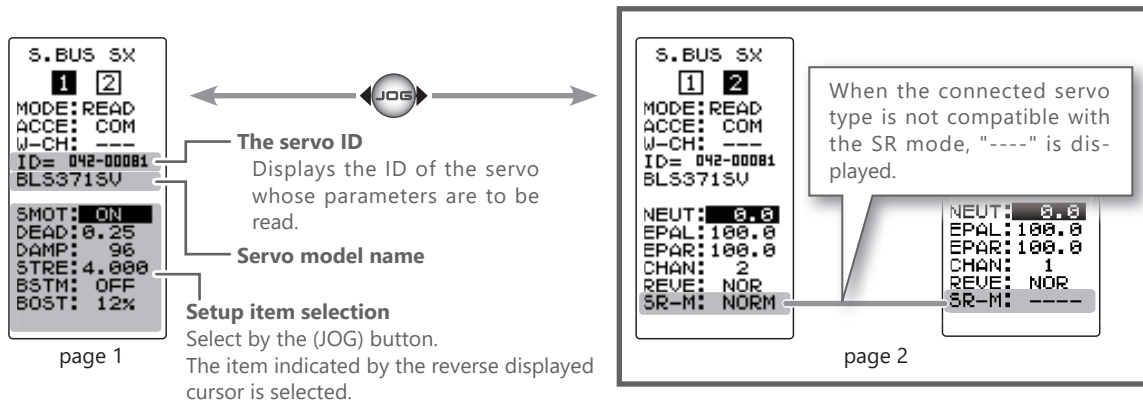 S.BUS SX
1 2
MODE:READ
ACCE: COM
W-CH: ---
ID= 042-00081
BLS371SV
SMOT: ON
DEAD:0.25
DAMP: 96
STRE:4.000
BSTM: OFF
BOST: 12%
page 1
JOG
The servo ID
Displays the ID of the servo
whose parameters are to be
read.
Servo model name
Setup item selection
Select by the (JOG) button.
The item indicated by the reverse displayed
cursor is selected.
S.BUS SX
1 2
MODE:READ
ACCE: COM
W-CH: ---
ID= 042-00081
BLS371SV
NEUT: 0.0
EPAL:100.0
EPAR:100.0
CHAN: 2
REVE: NOR
SR-M: NORM
When the connected servo
type is not compatible with
the SR mode, "----" is dis-
played.
NEUT: 0.0
EPAL:100.0
EPAR:100.0
CHAN: 1
REVE: NOR
SR-M: ----
page 2